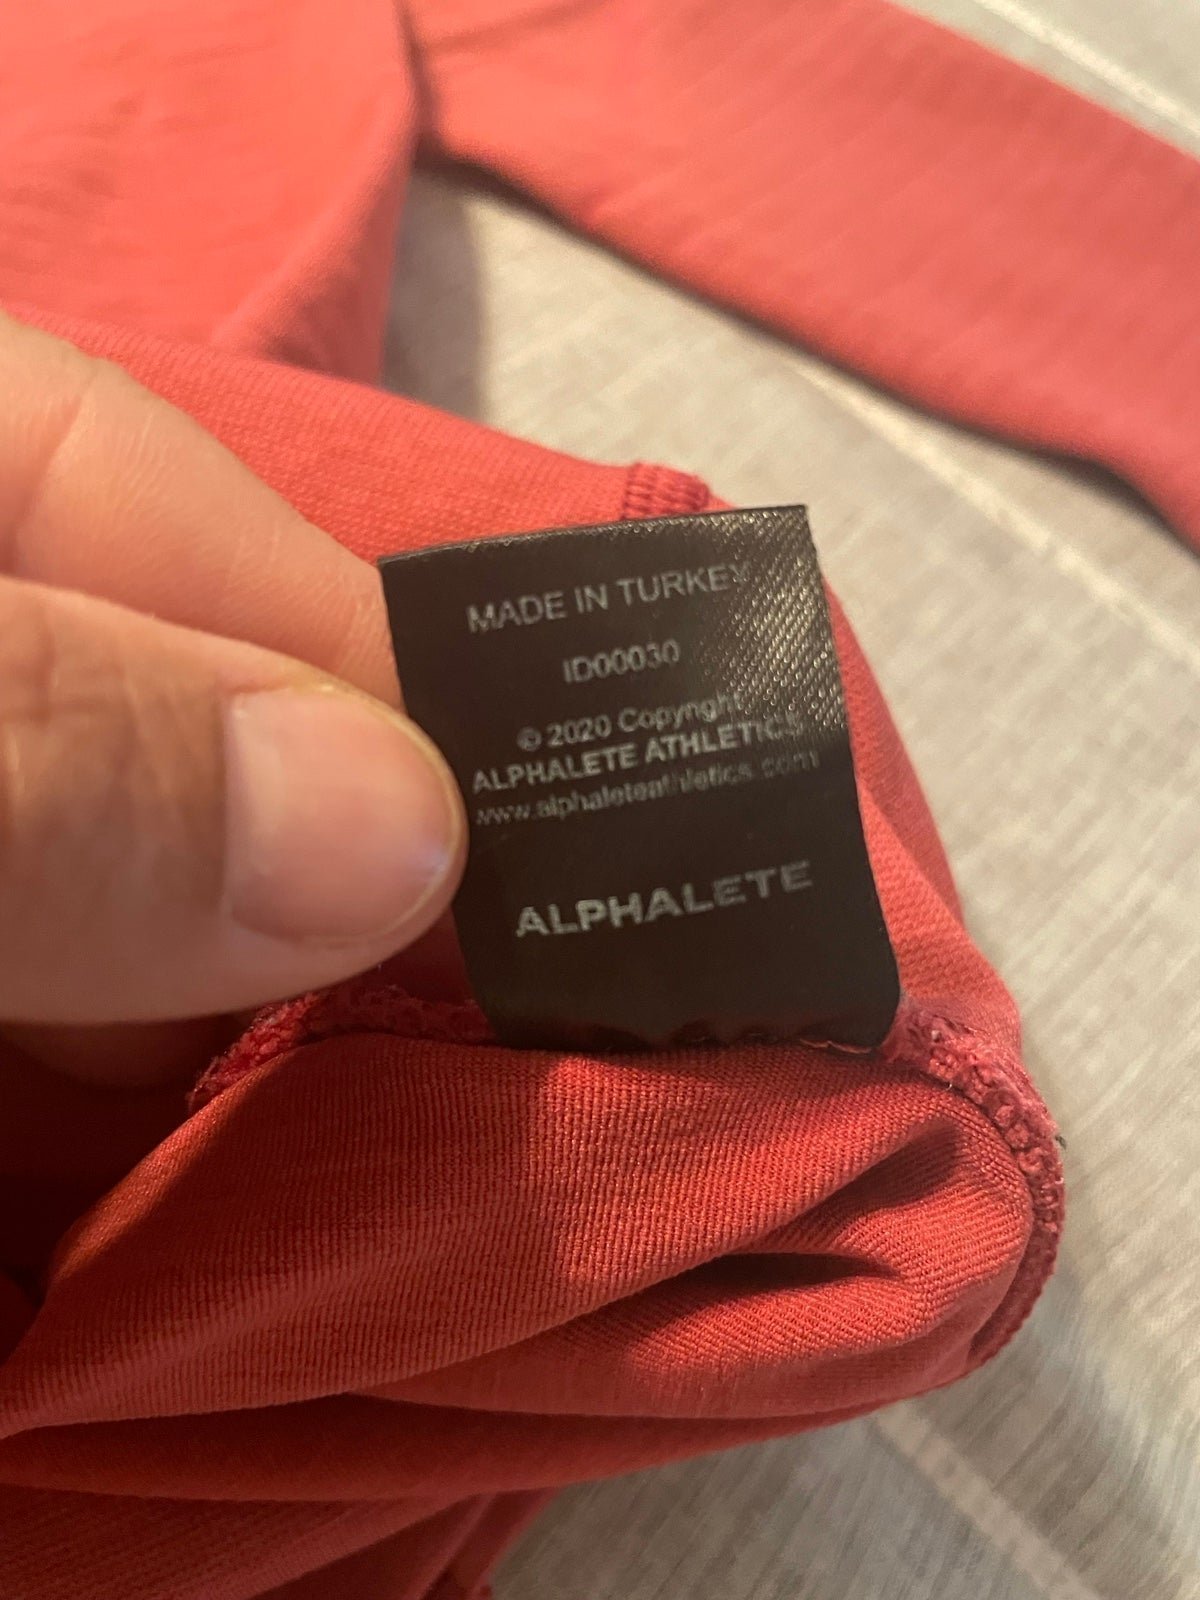 MADE IN TURKEY
ID00030
© 2020 Copyright
ALPHALETE ATHLETICS
www.alphaleteathletics.com
ALPHALETE